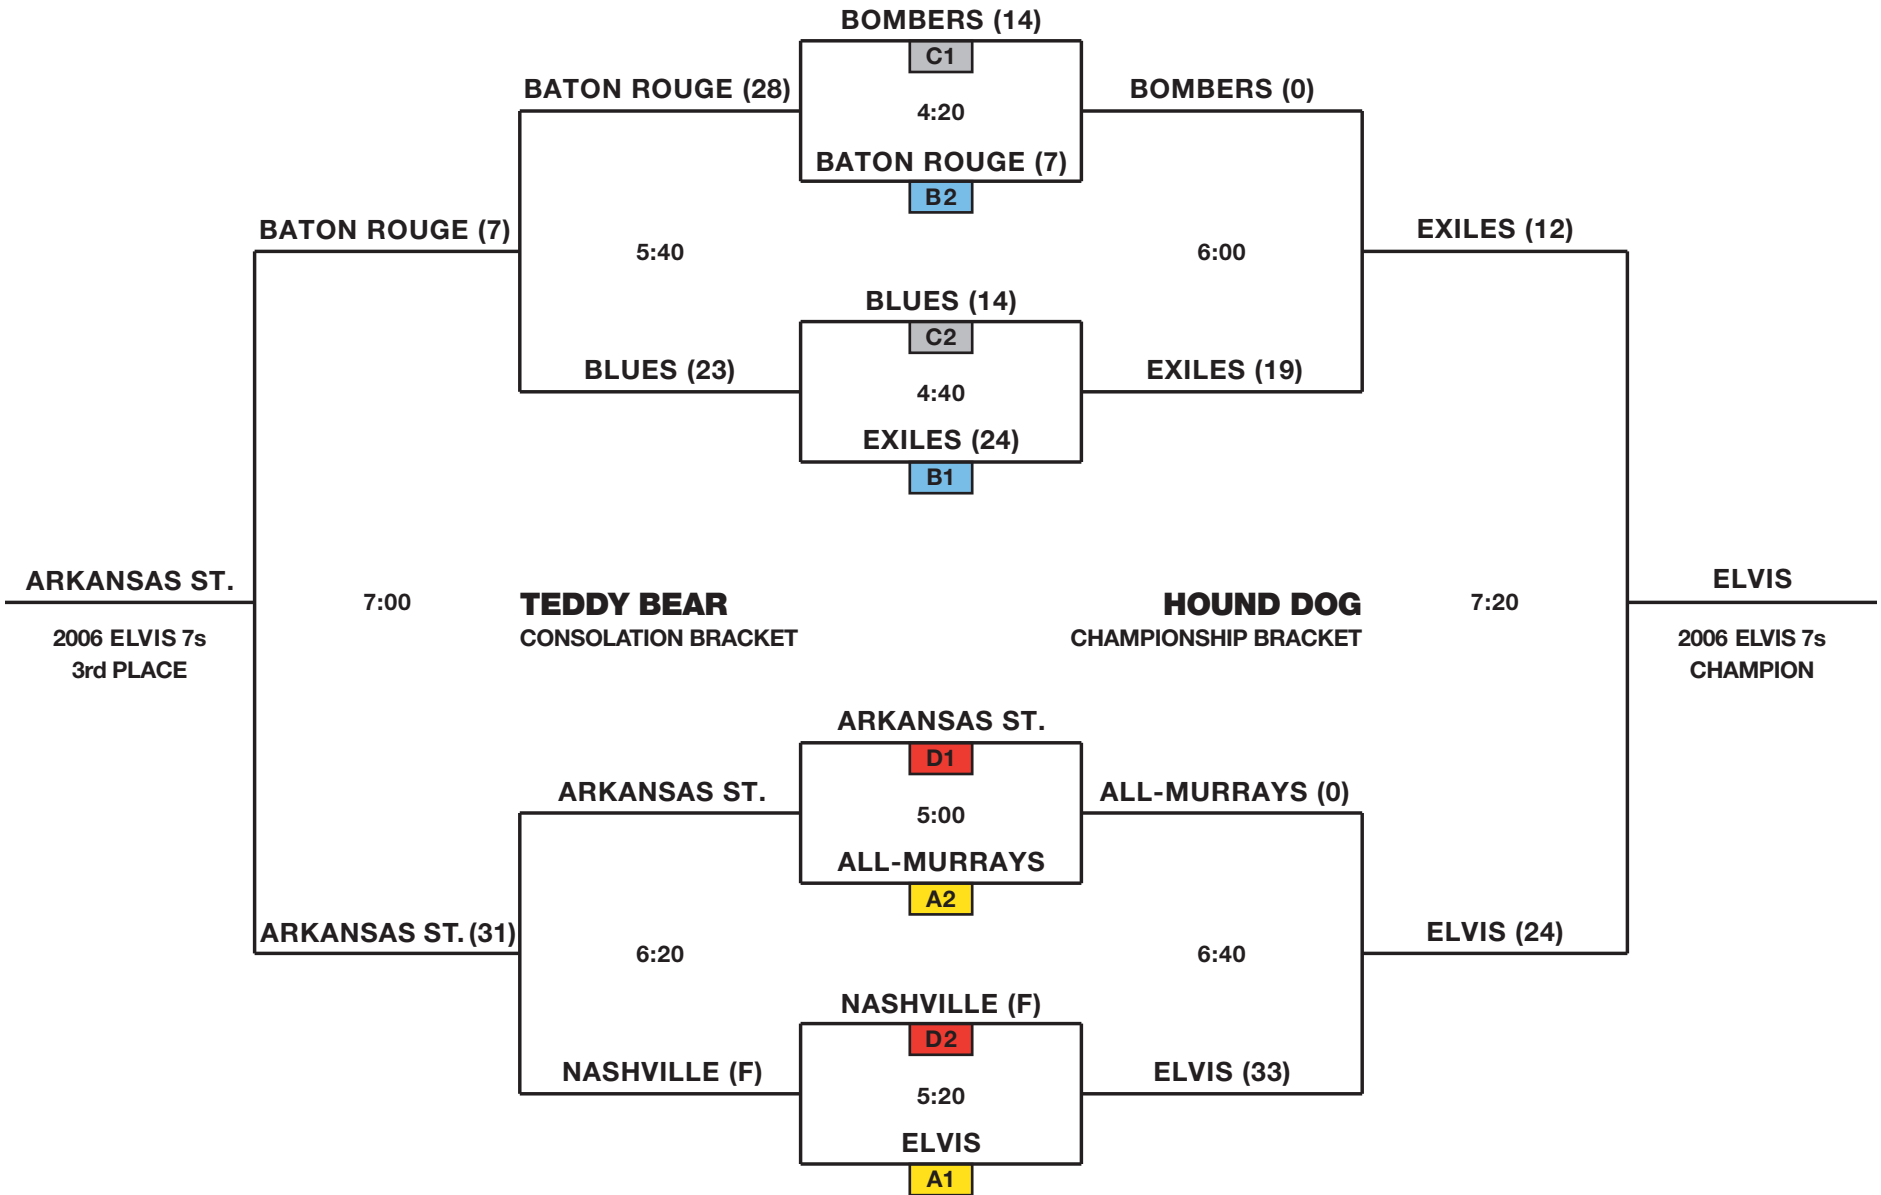 BOMBERS (14)
C1
BATON ROUGE (28)
BOMBERS (0)
4:20
BATON ROUGE (7)
B2
BATON ROUGE (7)
EXILES (12)
5:40
6:00
BLUES (14)
C2
BLUES (23)
EXILES (19)
4:40
EXILES (24)
B1
ARKANSAS ST.
2006 ELVIS 7s
3rd PLACE
7:00
TEDDY BEAR
CONSOLATION BRACKET
HOUND DOG
CHAMPIONSHIP BRACKET
7:20
ELVIS
2006 ELVIS 7s
CHAMPION
ARKANSAS ST.
D1
ARKANSAS ST.
ALL-MURRAYS (0)
5:00
ALL-MURRAYS
A2
ARKANSAS ST. (31)
ELVIS (24)
6:20
6:40
NASHVILLE (F)
D2
NASHVILLE (F)
ELVIS (33)
5:20
ELVIS
A1